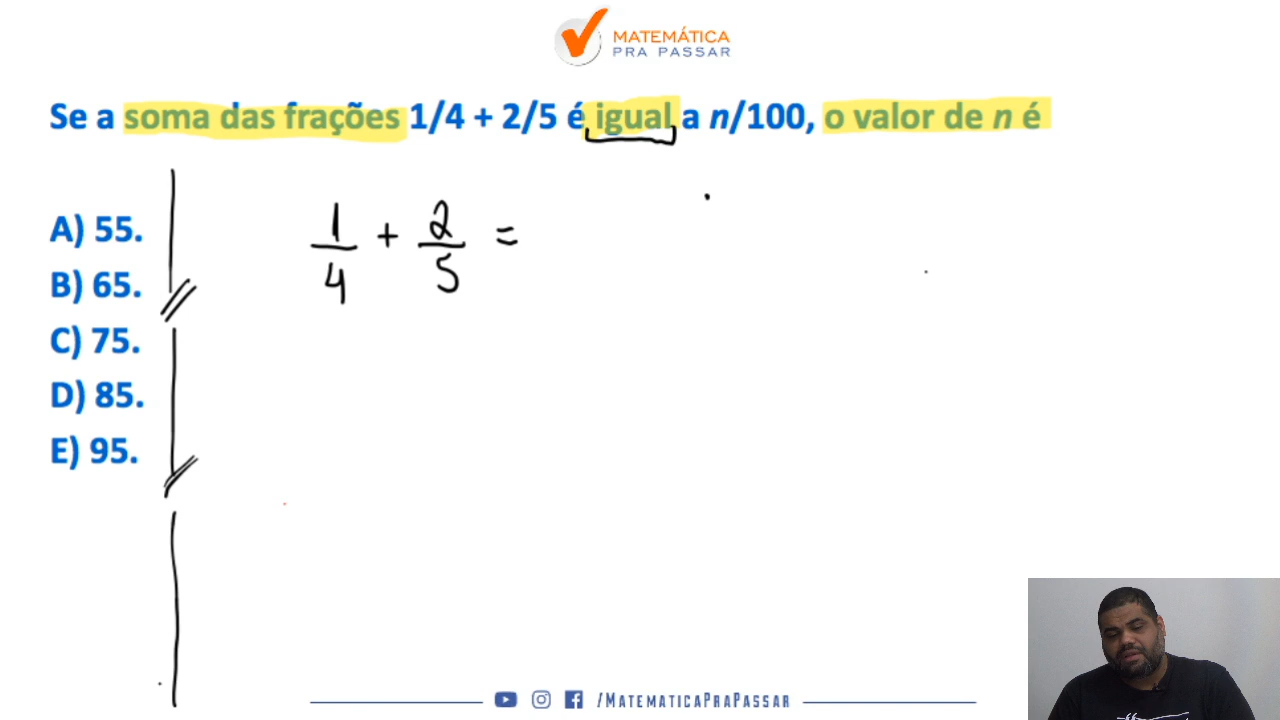 MATEMÁTICA
PRA PASSAR
Se a soma das frações 1/4 + 2/5 é igual a n/100, o valor de n é
A) 55.
B) 65.
C) 75.
D) 85.
E) 95.
1/4 + 2/5 =
/MATEMATICAPRAPASSAR